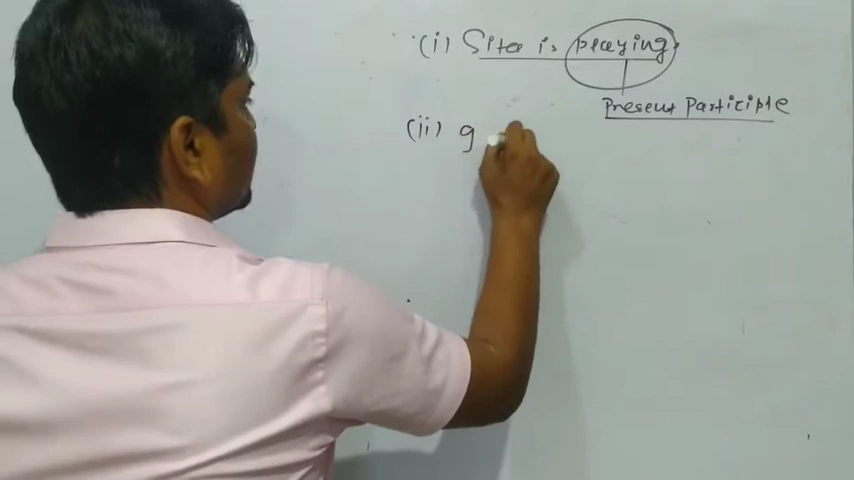 (i) Sita is playing.
Present Participle
(ii) g